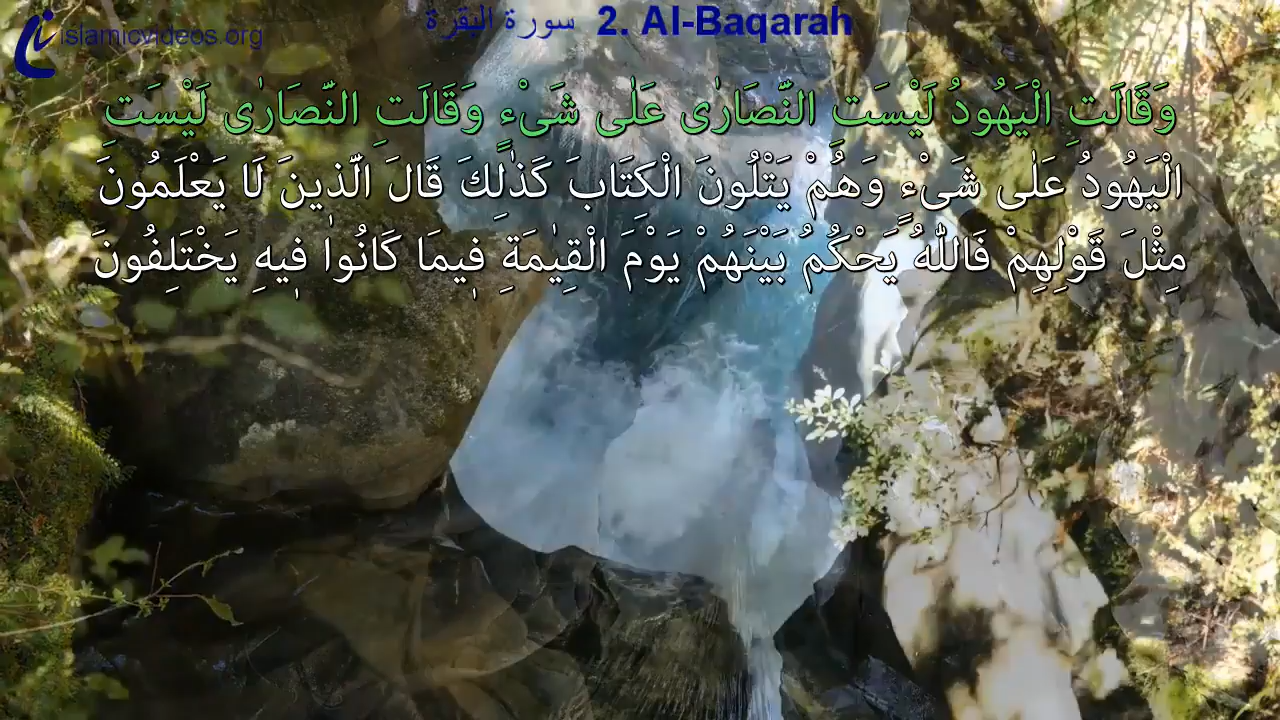 islamicvideos.org
سورة البقرة 2. Al-Baqarah
وَقَالَتِ الْيَهُودُ لَيْسَتِ النَّصَارٰى عَلٰى شَىْءٍ وَقَالَتِ النَّصَارٰى لَيْسَتِ
الْيَهُودُ عَلٰى شَىْءٍ وَهُمْ يَتْلُونَ الْكِتَابَ كَذٰلِكَ قَالَ الَّذٖينَ لَا يَعْلَمُونَ
مِثْلَ قَوْلِهِمْ فَاللّٰهُ يَحْكُمُ بَيْنَهُمْ يَوْمَ الْقِيٰمَةِ فٖيمَا كَانُوا فٖيهِ يَخْتَلِفُونَ